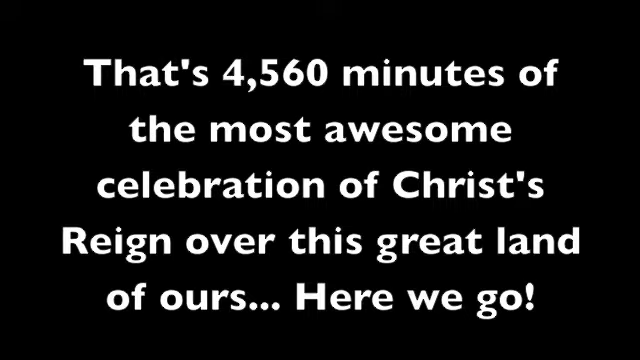 That's 4,560 minutes of
the most awesome
celebration of Christ's
Reign over this great land
of ours... Here we go!